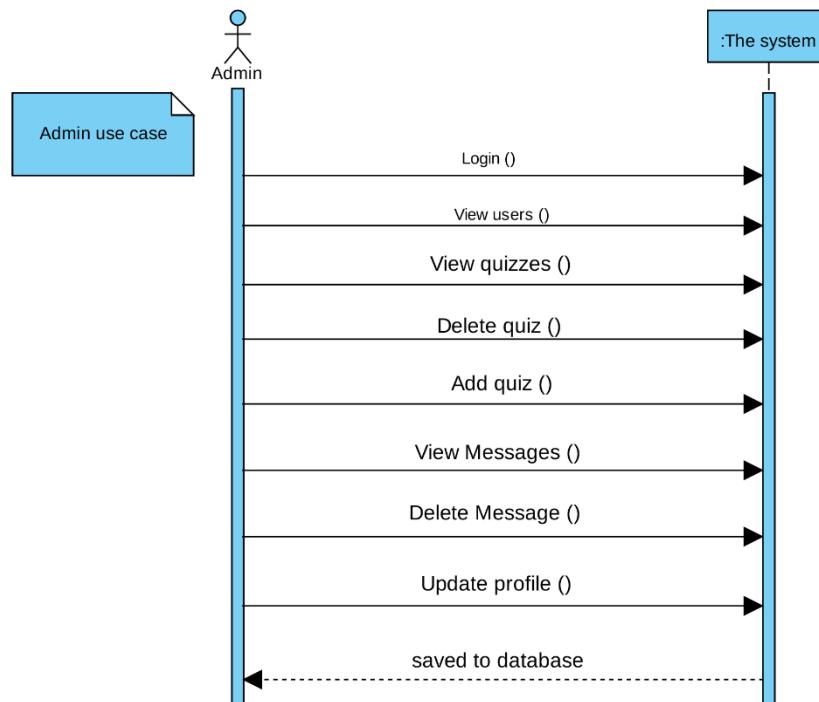 Admin
:The system
Admin use case
Login ()
View users ()
View quizzes ()
Delete quiz ()
Add quiz ()
View Messages ()
Delete Message ()
Update profile ()
saved to database